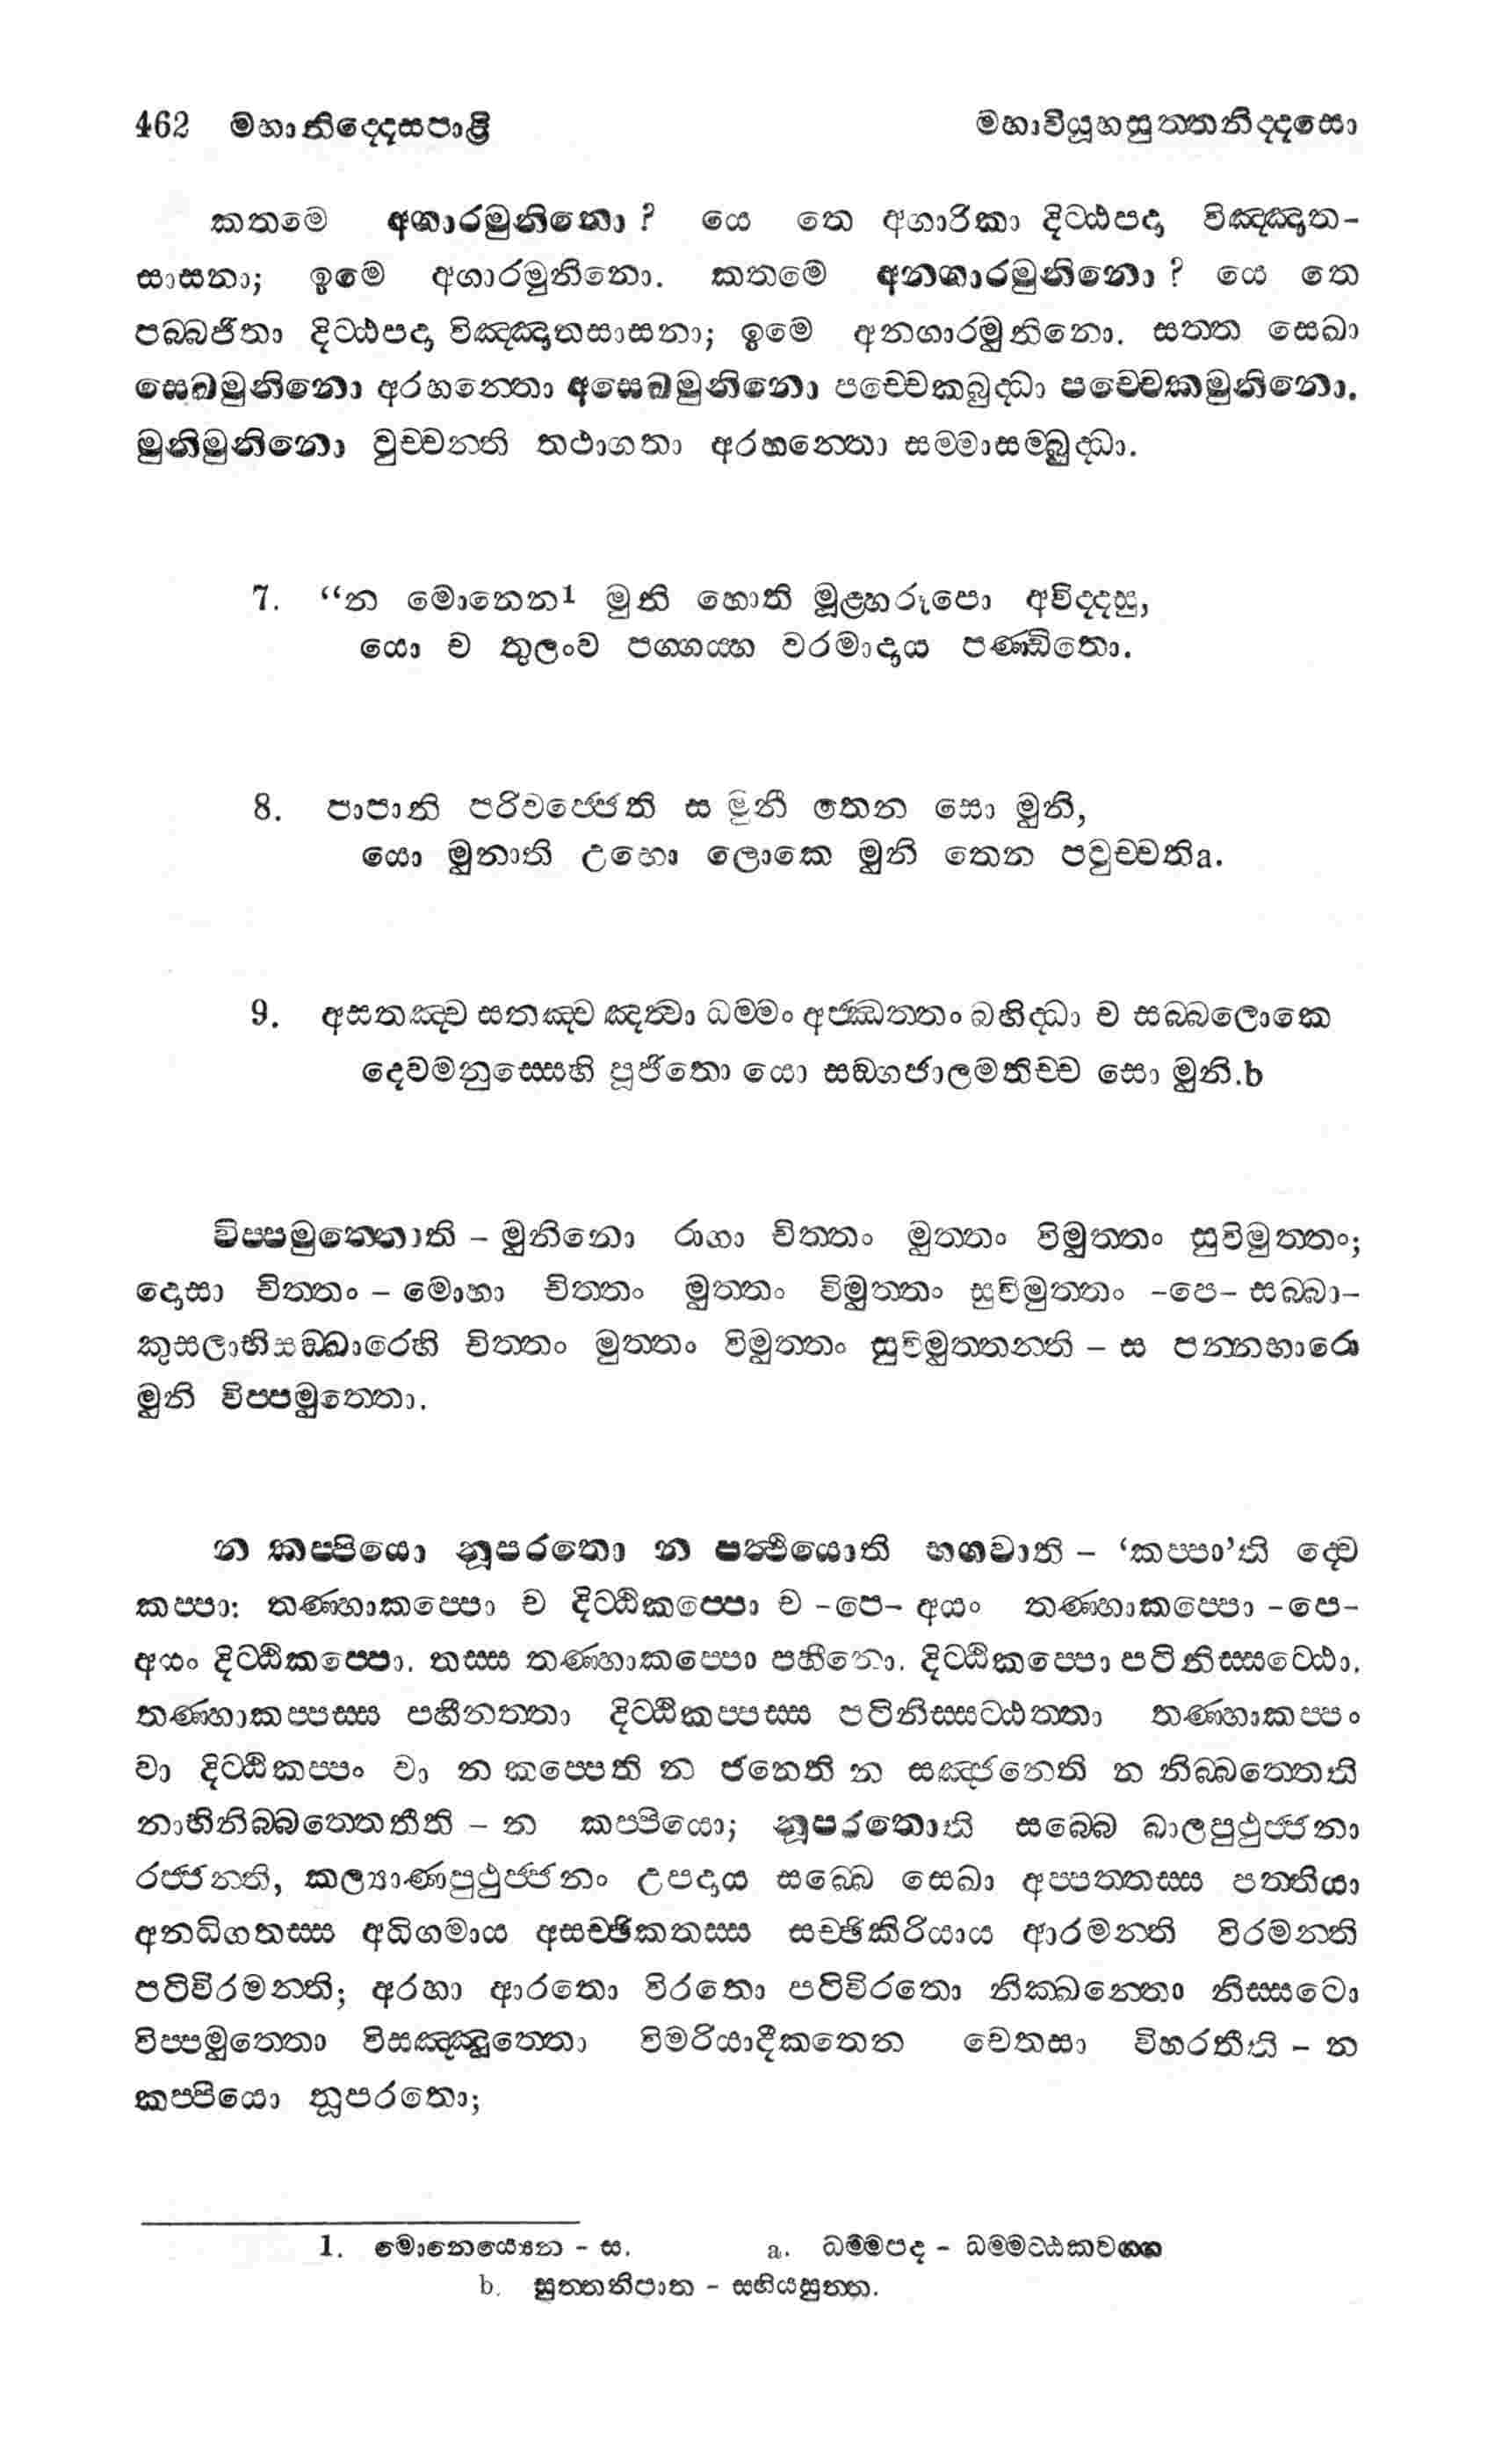 462 මහානිද්දෙසපාළි මහාවියූහසුත්තනිද්දෙසො
කතමෙ අගාරමුනිනො? යෙ තෙ අගාරිකා දිට්ඨපදා විඤ්ඤාත-
සාසනා; ඉමෙ අගාරමුනිනො. කතමෙ අනගාරමුනිනො? යෙ තෙ
පබ්බජිතා දිට්ඨපදා විඤ්ඤාතසාසනා; ඉමෙ අනගාරමුනිනො. සත්ත සෙඛා
සෙඛමුනිනො අරහන්තො අසෙඛමුනිනො පච්චෙකබුද්ධා පච්චෙකමුනිනො.
මුනිමුනිනො වුච්චන්ති තථාගතා අරහන්තො සම්මාසම්බුද්ධා.
7. “න මොනෙන1 මුනි හොති මූළ්හරූපො අවිද්දසු,
යො ච තුලංව පග්ගය්හ වරමාදාය පණ්ඩිතො.
8. පාපානි පරිවජ්ජෙති ස මුනී තෙන සො මුනි,
යො මුනාති උභො ලොකෙ මුනි තෙන පවුච්චතිa.
9. අසතඤ්ච සතඤ්ච ඤත්වා ධම්මං අජ්ඣත්තං බහිද්ධා ච සබ්බලොකෙ
දෙවමනුස්සෙහි පූජිතො යො සඞ්ගජාලමතිච්ච සො මුනි.b
විප්පමුත්තොති – මුනිනො රාගා චිත්තං මුත්තං විමුත්තං සුවිමුත්තං;
දොසා චිත්තං – මොහා චිත්තං මුත්තං විමුත්තං සුවිමුත්තං -පෙ- සබ්බා-
කුසලාභිසඞ්ඛාරෙහි චිත්තං මුත්තං විමුත්තං සුවිමුත්තන්ති – ස පන්නභාරො
මුනි විප්පමුත්තො.
න කප්පියො නූපරතො න පත්ථියොති භගවාති – ‘කප්පා’ති ද්වෙ
කප්පා: තණ්හාකප්පො ච දිට්ඨිකප්පො ච -පෙ- අයං තණ්හාකප්පො -පෙ-
අයං දිට්ඨිකප්පො. තස්ස තණ්හාකප්පො පහීනො. දිට්ඨිකප්පො පටිනිස්සට්ඨො.
තණ්හාකප්පස්ස පහීනත්තා දිට්ඨිකප්පස්ස පටිනිස්සට්ඨත්තා තණ්හාකප්පං
වා දිට්ඨිකප්පං වා න කප්පෙති න ජනෙති න සඤ්ජනෙති න නිබ්බත්තෙති
නාභිනිබ්බත්තෙතීති – න කප්පියො; නූපරතොති සබ්බෙ බාලපුථුජ්ජනා
රජ්ජන්ති, කල්‍යාණපුථුජ්ජනං උපදාය සබ්බෙ සෙඛා අප්පත්තස්ස පත්තියා
අනධිගතස්ස අධිගමාය අසච්ඡිකතස්ස සච්ඡිකිරියාය ආරමන්ති විරමන්ති
පටිවිරමන්ති; අරහා ආරතො විරතො පටිවිරතො නික්ඛන්තො නිස්සටො
විප්පමුත්තො විසඤ්ඤුත්තො විමරියාදීකතෙන චෙතසා විහරතීති – න
කප්පියො නූපරතො;
1. මොනෙය්‍යෙන - ස. a. ධම්මපද - ධම්මට්ඨකවග්ග
b. සුත්තනිපාත - සභියසුත්ත.